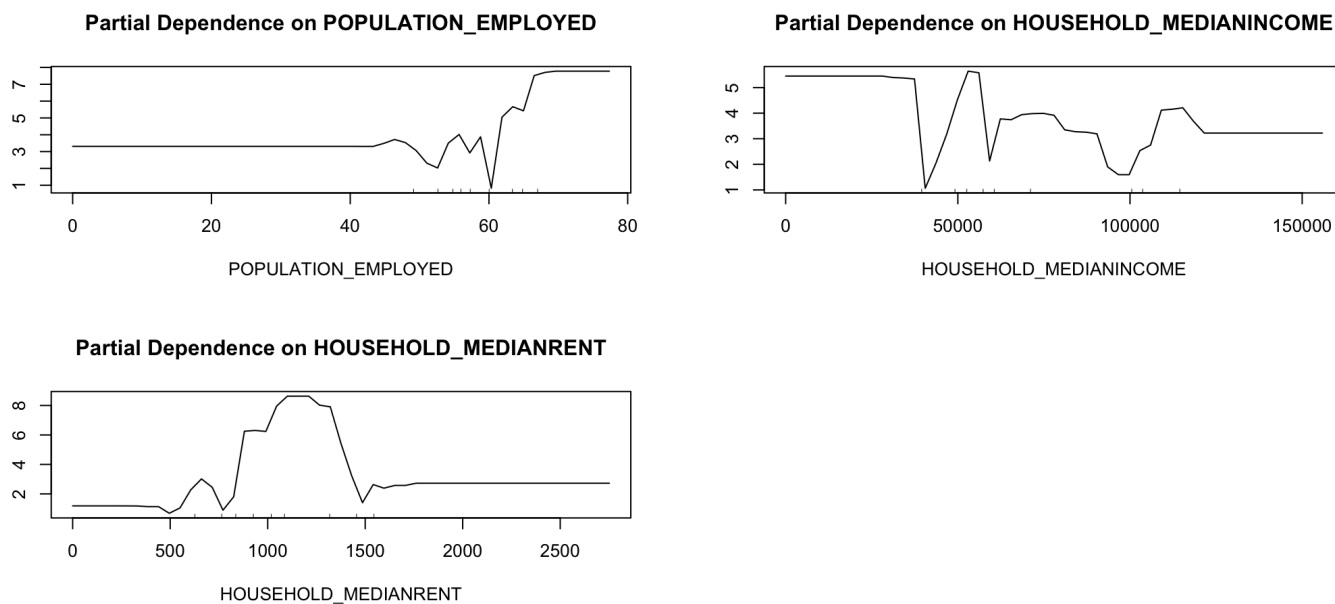 Partial Dependence on POPULATION_EMPLOYED
1 3 5 7
0 20 40 60 80
POPULATION_EMPLOYED
Partial Dependence on HOUSEHOLD_MEDIANINCOME
1 2 3 4 5
0 50000 100000 150000
HOUSEHOLD_MEDIANINCOME
Partial Dependence on HOUSEHOLD_MEDIANRENT
2 4 6 8
0 500 1000 1500 2000 2500
HOUSEHOLD_MEDIANRENT